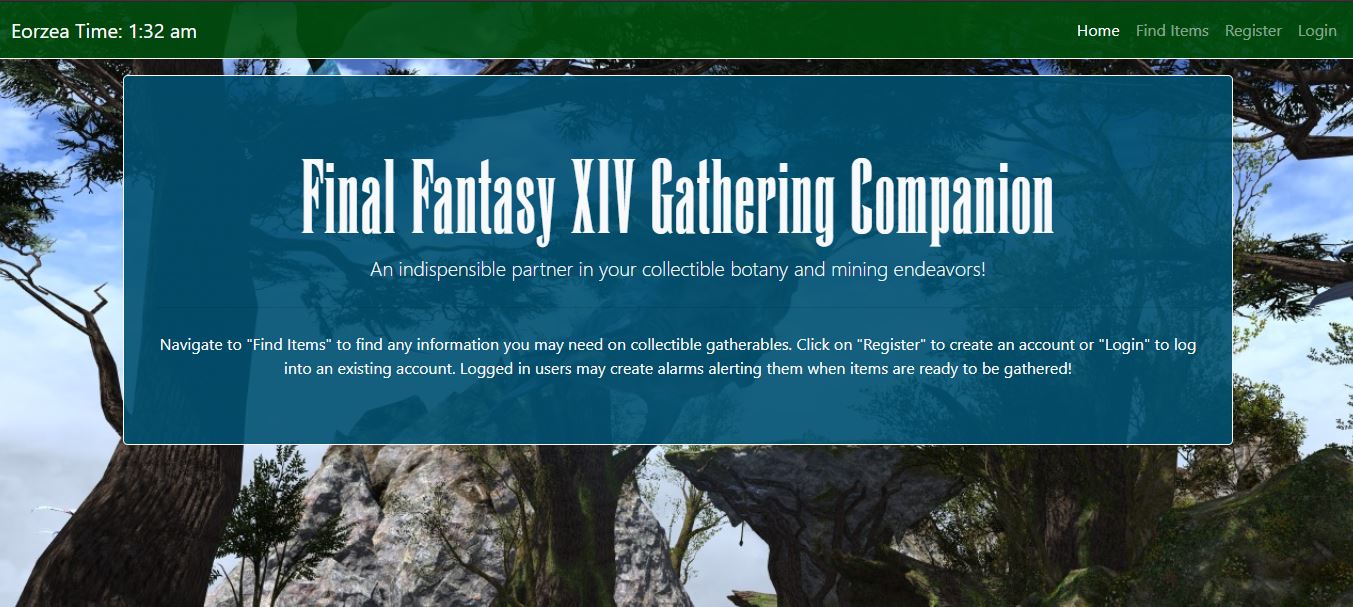 Eorzea Time: 1:32 am
Home Find Items Register Login
Final Fantasy XIV Gathering Companion
An indispensible partner in your collectible botany and mining endeavors!
Navigate to "Find Items" to find any information you may need on collectible gatherables. Click on "Register" to create an account or "Login" to log
into an existing account. Logged in users may create alarms alerting them when items are ready to be gathered!